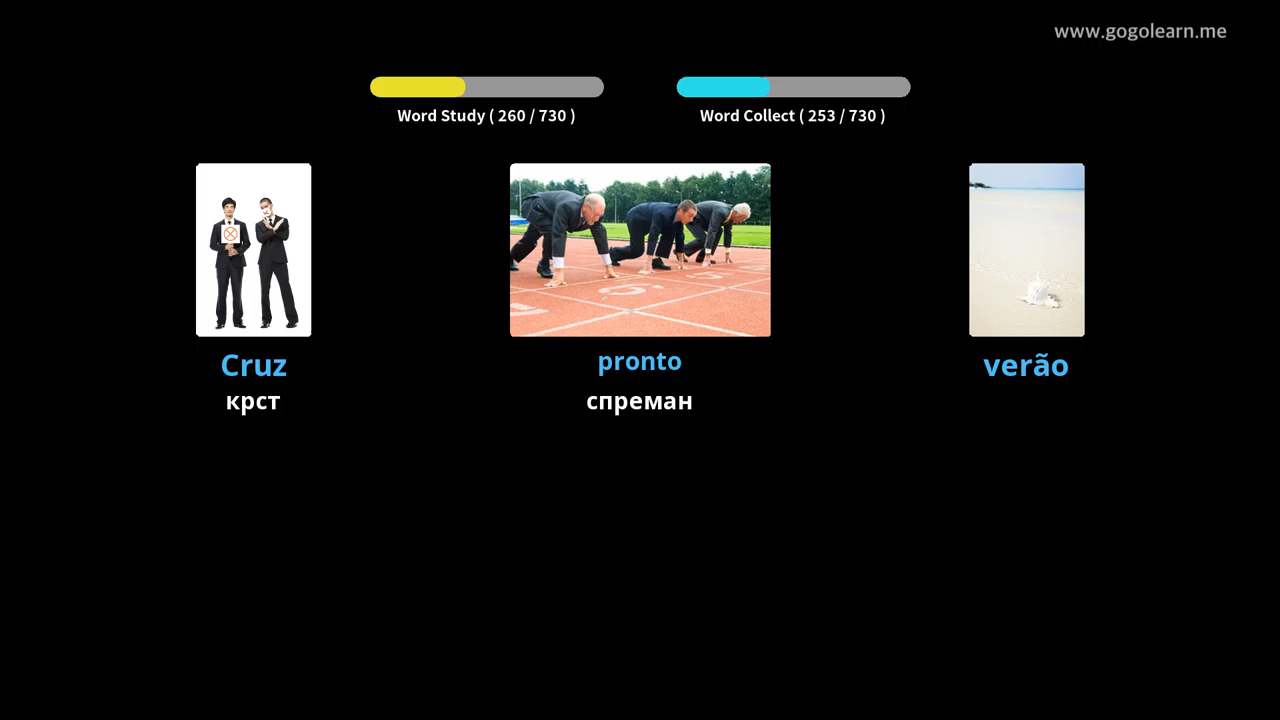 www.gogolearn.me
Word Study ( 260 / 730 )
Word Collect ( 253 / 730 )
Cruz
крст
pronto
спреман
verão